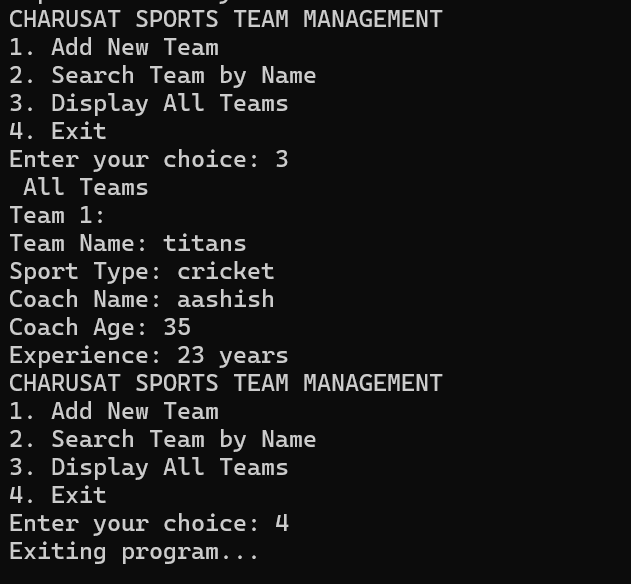 CHARUSAT SPORTS TEAM MANAGEMENT
1. Add New Team
2. Search Team by Name
3. Display All Teams
4. Exit
Enter your choice: 3
 All Teams
Team 1:
Team Name: titans
Sport Type: cricket
Coach Name: aashish
Coach Age: 35
Experience: 23 years
CHARUSAT SPORTS TEAM MANAGEMENT
1. Add New Team
2. Search Team by Name
3. Display All Teams
4. Exit
Enter your choice: 4
Exiting program...